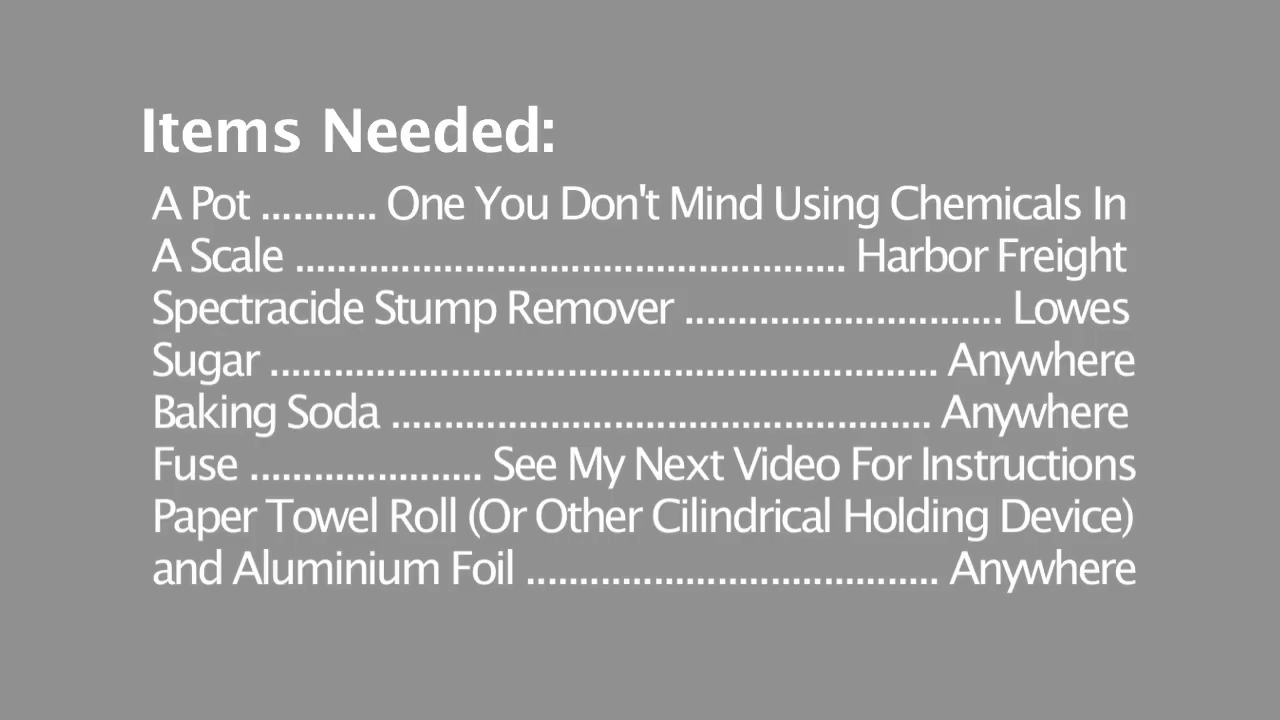 Items Needed:
A Pot ........... One You Don't Mind Using Chemicals In
A Scale .................................................... Harbor Freight
Spectracide Stump Remover .............................. Lowes
Sugar ............................................................... Anywhere
Baking Soda ................................................... Anywhere
Fuse ...................... See My Next Video For Instructions
Paper Towel Roll (Or Other Cilindrical Holding Device)
and Aluminium Foil ....................................... Anywhere